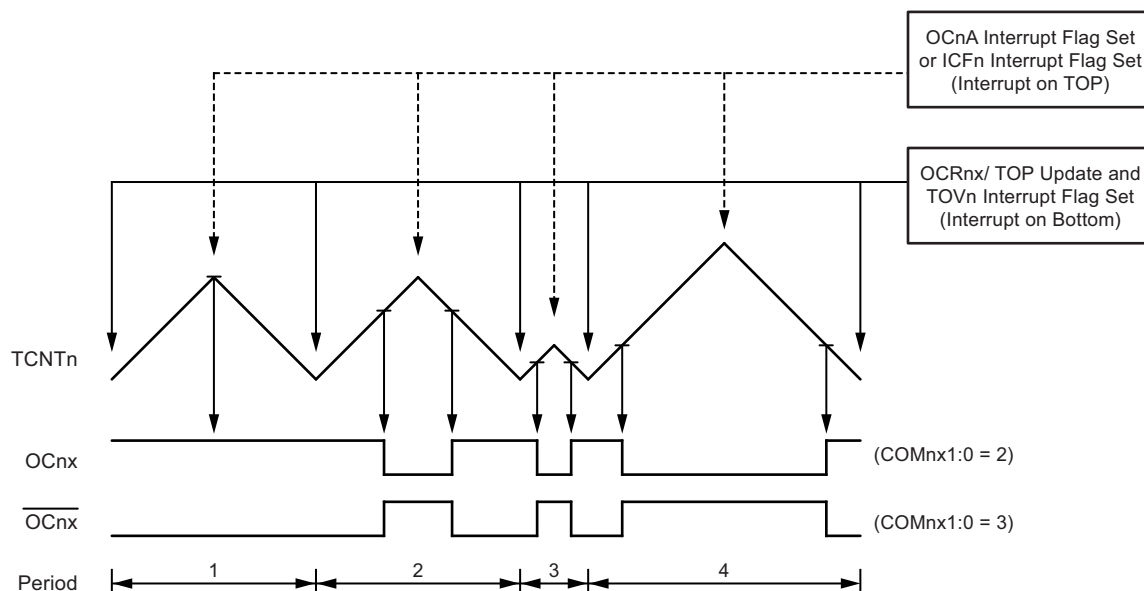 OCnA Interrupt Flag Set
or ICFn Interrupt Flag Set
(Interrupt on TOP)
OCRnx/ TOP Update and
TOVn Interrupt Flag Set
(Interrupt on Bottom)
TCNTn
OCnx
(COMnx1:0 = 2)
O̅C̅n̅x̅
(COMnx1:0 = 3)
Period
1
2
3
4